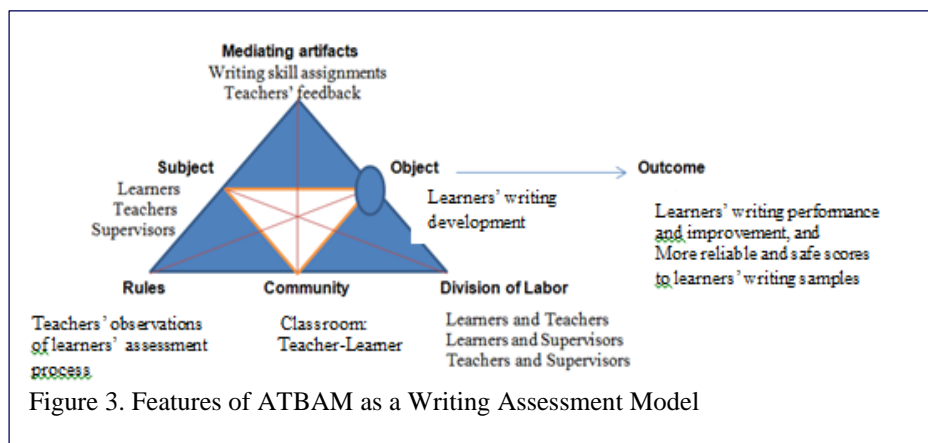 Mediating artifacts
Writing skill assignments
Teachers' feedback
Subject
Learners
Teachers
Supervisors
Object
Learners' writing
development
Outcome
Learners' writing performance
and improvement, and
More reliable and safe scores
to learners' writing samples
Rules
Teachers' observations
of learners' assessment
process
Community
Classroom:
Teacher-Learner
Division of Labor
Learners and Teachers
Learners and Supervisors
Teachers and Supervisors
Figure 3. Features of ATBAM as a Writing Assessment Model